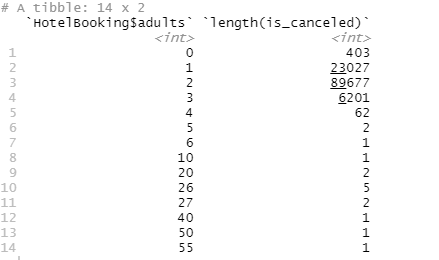 # A tibble: 14 x 2
`HotelBooking$adults` `length(is_canceled)`
<int> <int>
1 0 403
2 1 23027
3 2 89677
4 3 6201
5 4 62
6 5 2
7 6 1
8 10 1
9 20 2
10 26 5
11 27 2
12 40 1
13 50 1
14 55 1